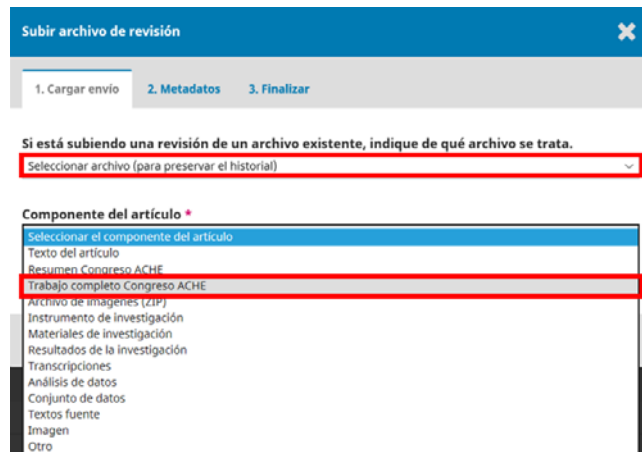 Subir archivo de revisión
1. Cargar envío 2. Metadatos 3. Finalizar
Si está subiendo una revisión de un archivo existente, indique de qué archivo se trata.
Seleccionar archivo (para preservar el historial)
Componente del artículo *
Seleccionar el componente del artículo
Texto del artículo
Resumen Congreso ACHE
Trabajo completo Congreso ACHE
Archivo de imágenes (ZIP)
Instrumento de investigación
Materiales de investigación
Resultados de la investigación
Transcripciones
Análisis de datos
Conjunto de datos
Textos fuente
Imagen
Otro